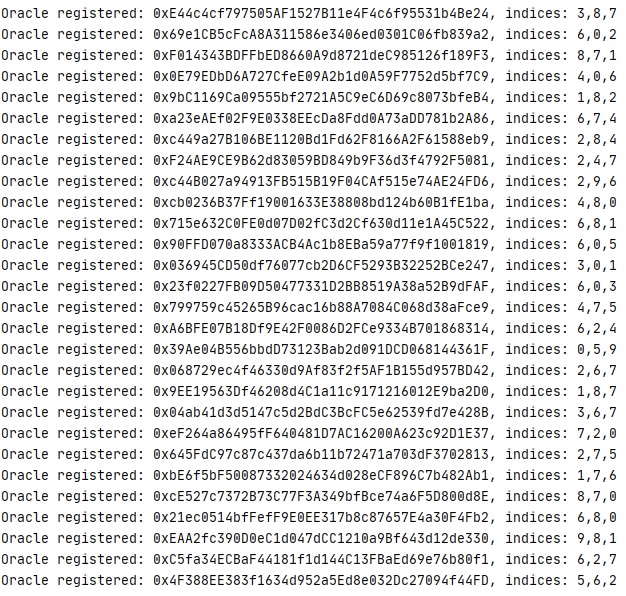 Oracle registered: 0xE44c4cf797505AF1527B11e4F4c6f95531b4Be24, indices: 3,8,7
Oracle registered: 0x69e1CB5cFcA8A311586e3406ed0301C06fb839a2, indices: 6,0,2
Oracle registered: 0xF014343BDFFbED8660A9d8721deC985126f189F3, indices: 8,7,1
Oracle registered: 0x0E79EDbD6A727CfeE09A2b1d0A59F7752d5bf7C9, indices: 4,0,6
Oracle registered: 0x9bC1169Ca09555bf2721A5C9eC6D69c8073bfeB4, indices: 1,8,2
Oracle registered: 0xa23eAEf02F9E0338EEcDa8Fdd0A73aDD781b2A86, indices: 6,7,4
Oracle registered: 0xc449a27B106BE1120Bd1Fd62F8166A2F61588eb9, indices: 2,8,4
Oracle registered: 0xF24AE9CE9B62d83059BD849b9F36d3f4792F5081, indices: 2,4,7
Oracle registered: 0xc44B027a94913FB515B19F04CAf515e74AE24FD6, indices: 2,9,6
Oracle registered: 0xcb0236B37Ff19001633E38808bd124b60B1fE1ba, indices: 4,8,0
Oracle registered: 0x715e632C0FE0d07D02fC3d2Cf630d11e1A45C522, indices: 6,8,1
Oracle registered: 0x90FFD070a8333ACB4Ac1b8EBa59a77f9f1001819, indices: 6,0,5
Oracle registered: 0x036945CD50df76077cb2D6CF5293B32252BCe247, indices: 3,0,1
Oracle registered: 0x23f0227FB09D50477331D2BB8519A38a52B9dFAF, indices: 6,0,3
Oracle registered: 0x799759c45265B96cac16b88A7084C068d38aFce9, indices: 4,7,5
Oracle registered: 0xA6BFE07B18Df9E42F0086D2FCe9334B701868314, indices: 6,2,4
Oracle registered: 0x39Ae04B556bbdD73123Bab2d091DCD068144361F, indices: 0,5,9
Oracle registered: 0x068729ec4f46330d9Af83f2f5AF1B155d957BD42, indices: 2,6,7
Oracle registered: 0x9EE19563Df46208d4C1a11c9171216012E9ba2D0, indices: 1,8,7
Oracle registered: 0x04ab41d3d5147c5d2BdC3BcFC5e62539fd7e428B, indices: 3,6,7
Oracle registered: 0xeF264a86495fF640481D7AC16200A623c92D1E37, indices: 7,2,0
Oracle registered: 0x645FdC97c87c437da6b11b72471a703dF3702813, indices: 2,7,5
Oracle registered: 0xbE6f5bF50087332024634d028eCF896C7b482Ab1, indices: 1,7,6
Oracle registered: 0xcE527c7372B73C77F3A349bfBce74a6F5D800d8E, indices: 8,7,0
Oracle registered: 0x21ec0514bfFefF9E0EE317b8c87657E4a30F4Fb2, indices: 6,8,0
Oracle registered: 0xEAA2fc390D0eC1d047dCC1210a9Bf643d12de330, indices: 9,8,1
Oracle registered: 0xC5fa34ECBaF44181f1d144C13FBaEd69e76b80f1, indices: 6,2,7
Oracle registered: 0x4F388EE383f1634d952a5Ed8e032Dc27094f44FD, indices: 5,6,2